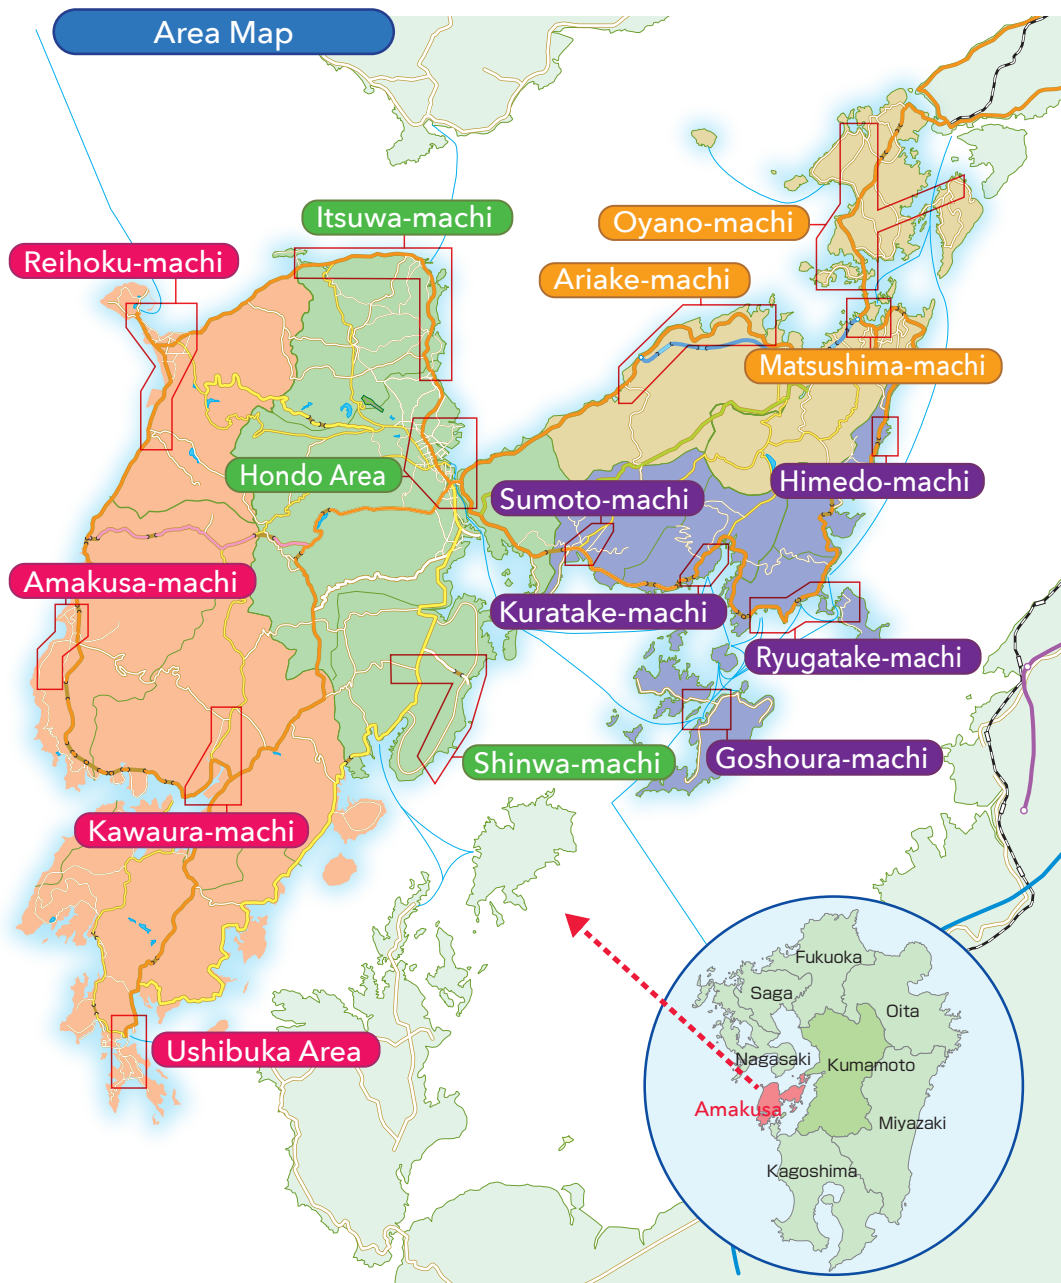 Area Map
Itsuwa-machi
Oyano-machi
Reihoku-machi
Ariake-machi
Matsushima-machi
Hondo Area
Himedo-machi
Sumoto-machi
Amakusa-machi
Kuratake-machi
Ryugatake-machi
Shinwa-machi
Goshoura-machi
Kawaura-machi
Ushibuka Area
Fukuoka
Saga
Oita
Nagasaki
Kumamoto
Amakusa
Miyazaki
Kagoshima